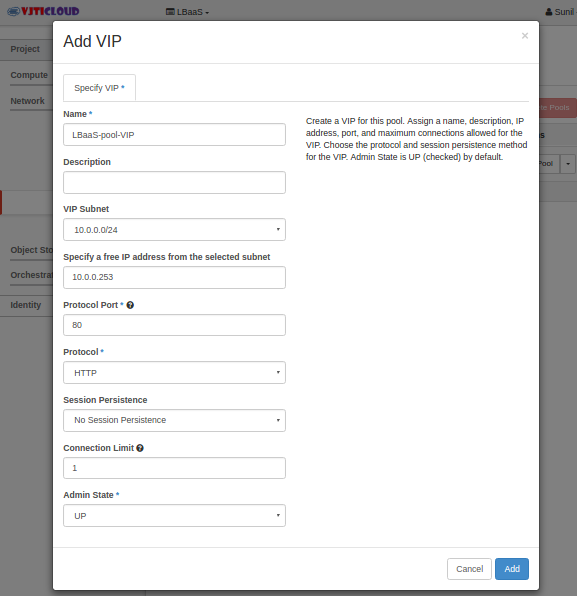 VJTICLOUD
LBaaS
Sunil
Project
Compute
Network
Object Sto
Orchestrat
Identity
Pools
Pool
Add VIP
×
Specify VIP *
Name *
LBaaS-pool-VIP
Description
VIP Subnet
10.0.0.0/24
Specify a free IP address from the selected subnet
10.0.0.253
Protocol Port *
80
Protocol *
HTTP
Session Persistence
No Session Persistence
Connection Limit
1
Admin State *
UP
Create a VIP for this pool. Assign a name, description, IP
address, port, and maximum connections allowed for the
VIP. Choose the protocol and session persistence method
for the VIP. Admin State is UP (checked) by default.
Cancel
Add